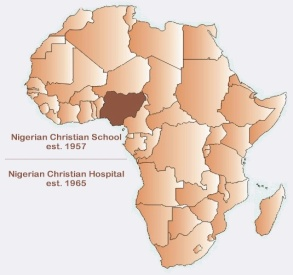 Nigerian Christian School
est. 1957
Nigerian Christian Hospital
est. 1965